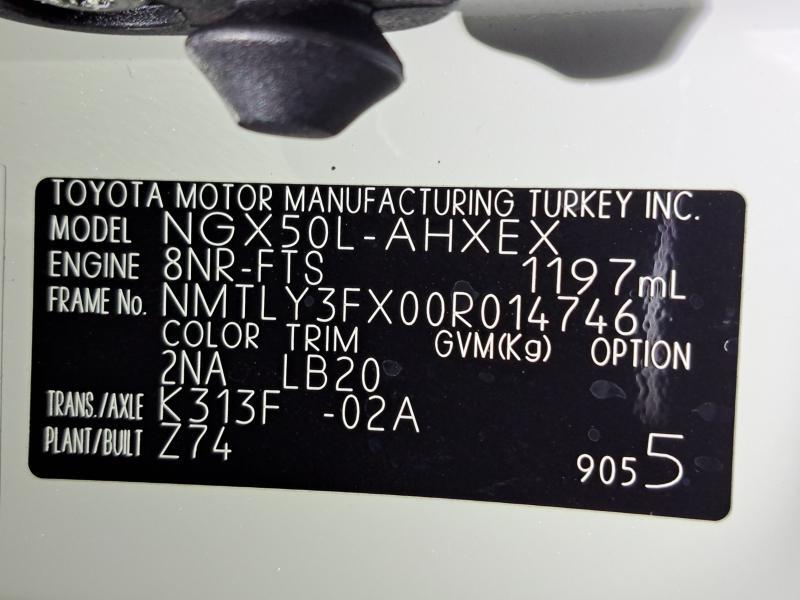 TOYOTA MOTOR MANUFACTURING TURKEY INC.
MODEL NGX50L-AHXEX
ENGINE 8NR-FTS 1197mL
FRAME No. NMTLY3FX00R014746
COLOR TRIM GVM(Kg) OPTION
2NA LB20
TRANS./AXLE K313F -02A
PLANT/BUILT Z74
9055